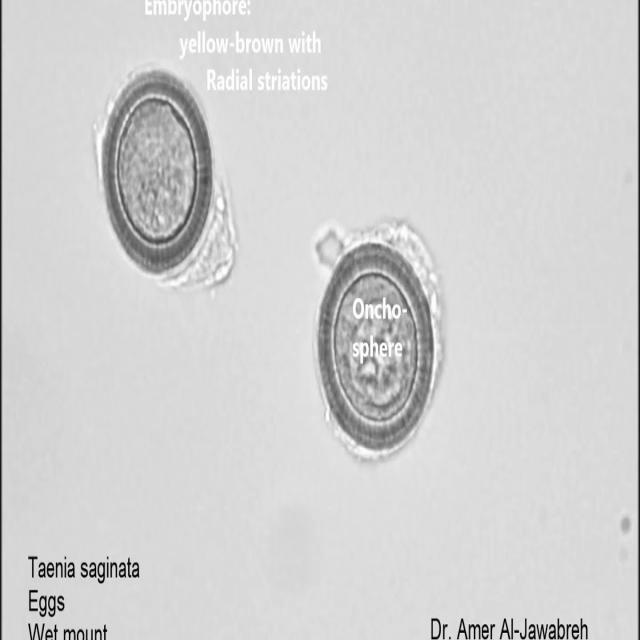 Embryophore:
yellow-brown with
Radial striations
Oncho-
sphere
Taenia saginata
Eggs
Wet mount
Dr. Amer Al-Jawabreh